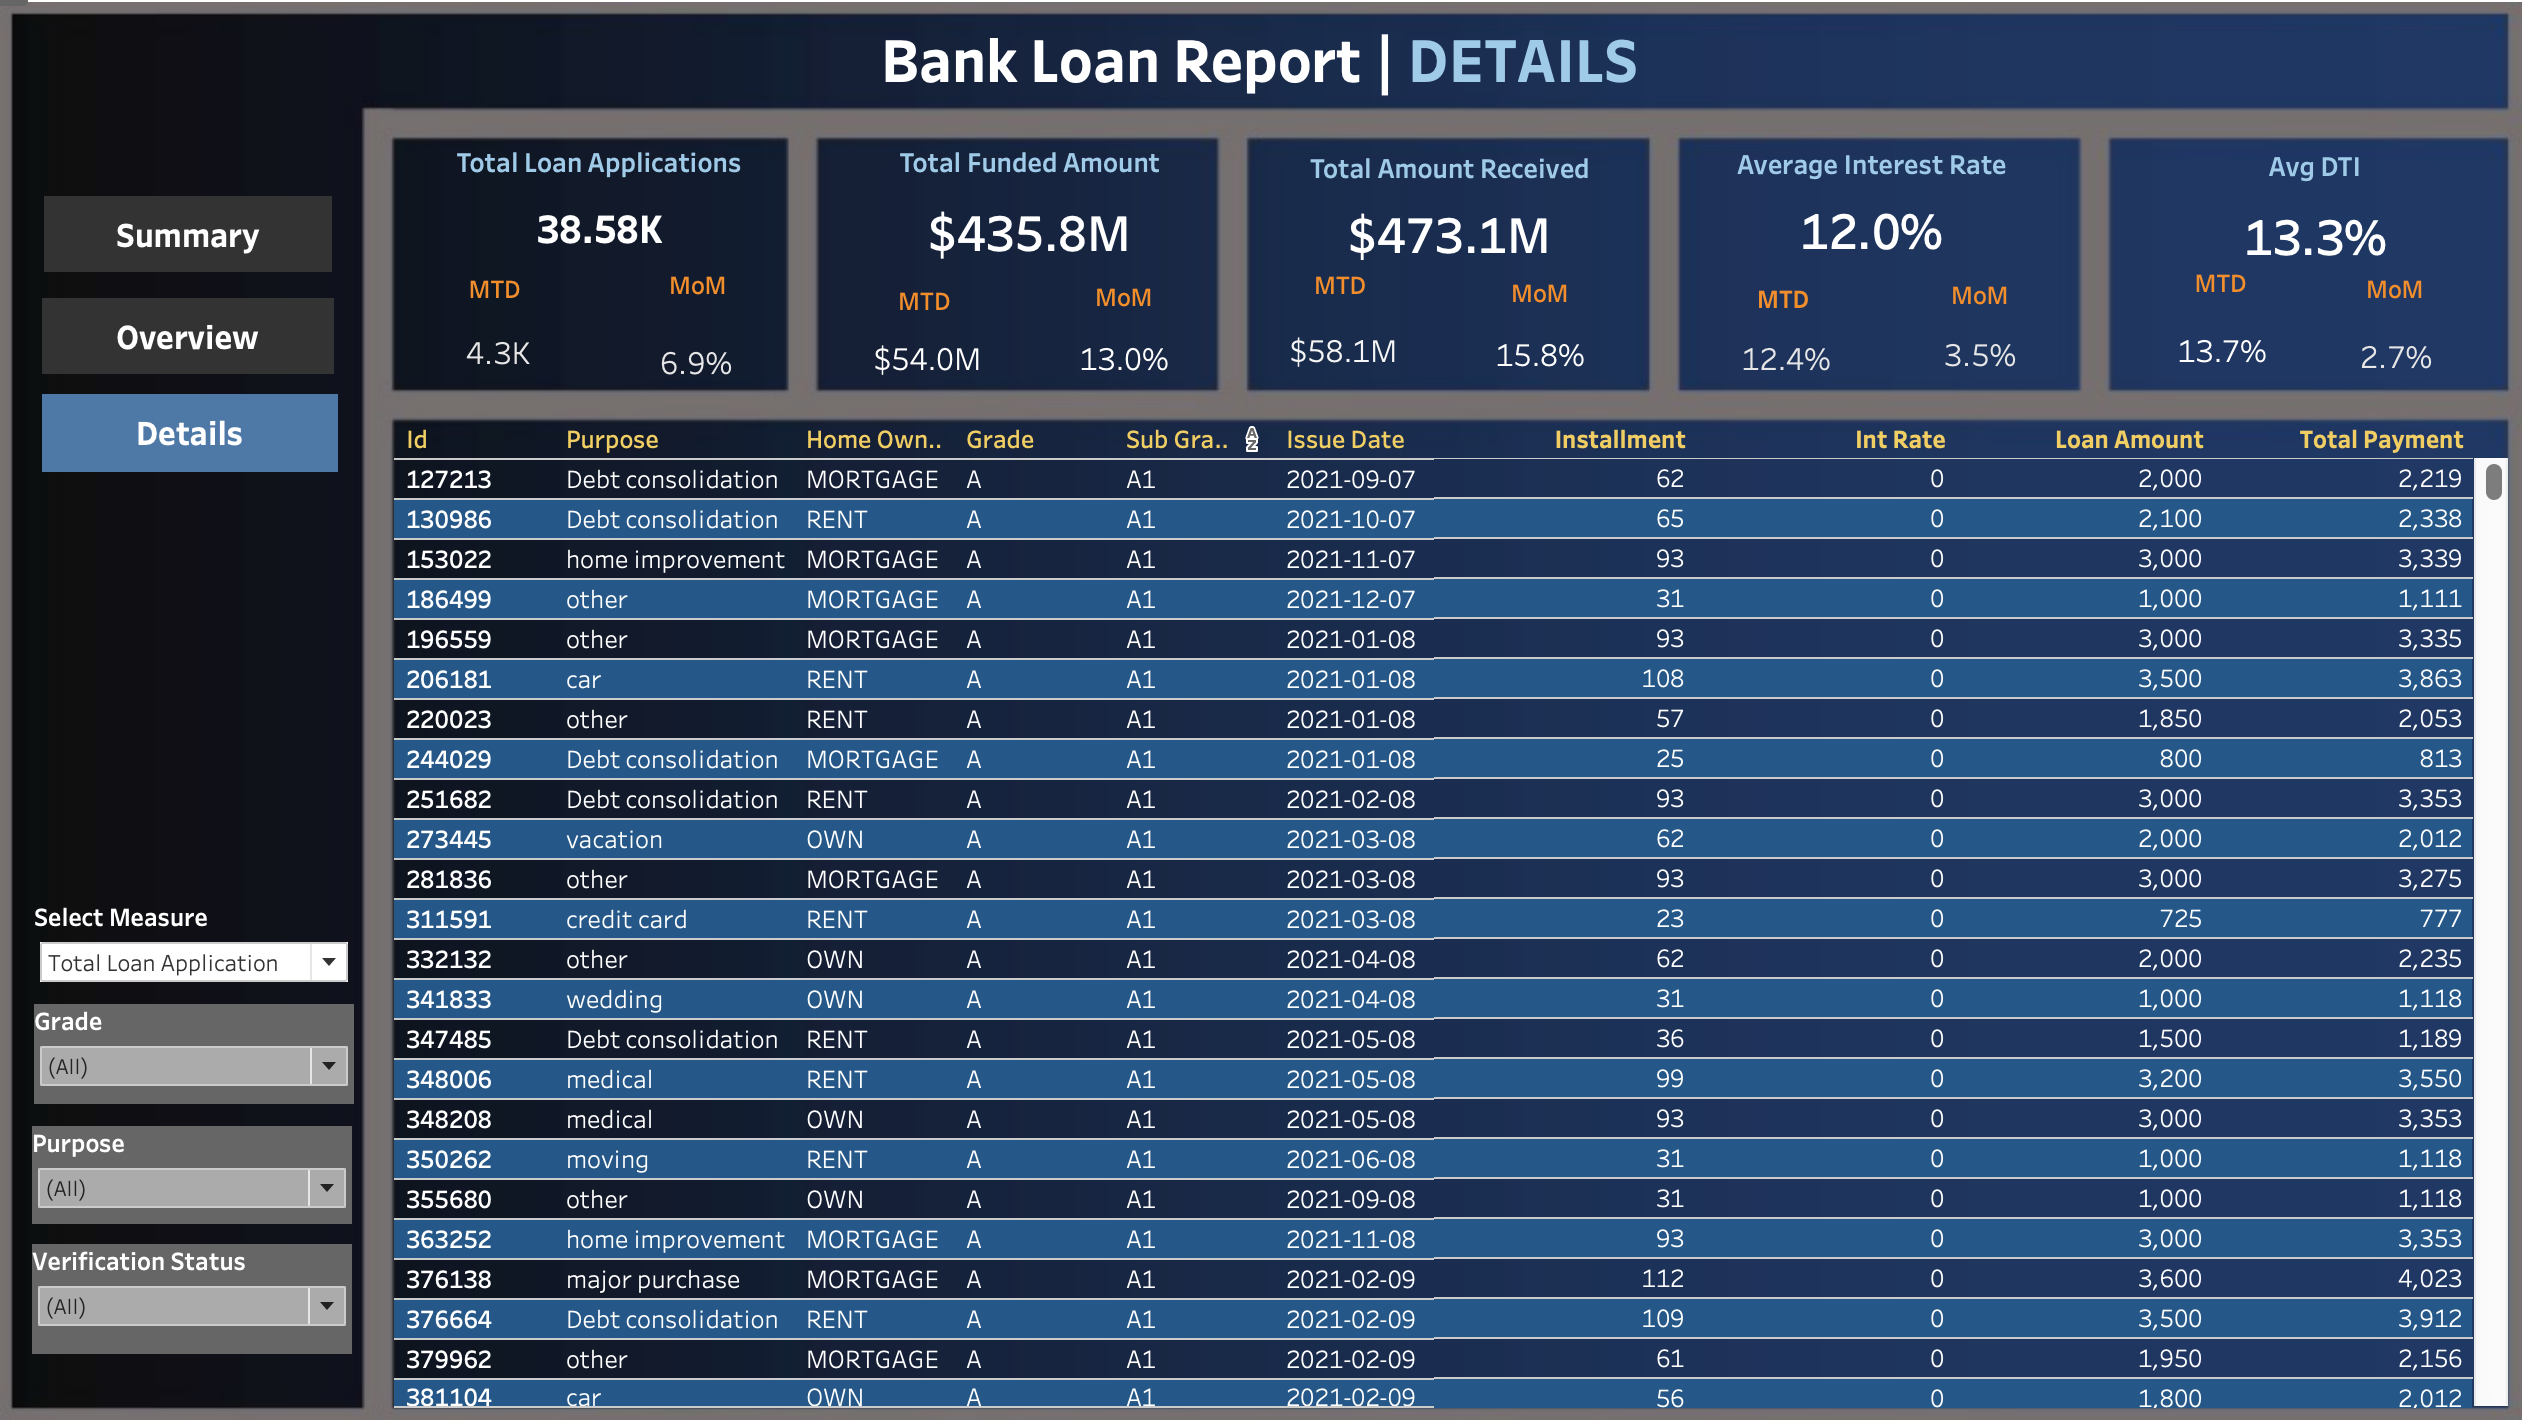 Bank Loan Report | DETAILS
Summary
Overview
Details
Total Loan Applications
38.58K
MTD MoM
4.3K 6.9%
Total Funded Amount
$435.8M
MTD MoM
$54.0M 13.0%
Total Amount Received
$473.1M
MTD MoM
$58.1M 15.8%
Average Interest Rate
12.0%
MTD MoM
12.4% 3.5%
Avg DTI
13.3%
MTD MoM
13.7% 2.7%
Select Measure
Total Loan Application
Grade
(All)
Purpose
(All)
Verification Status
(All)
Id Purpose Home Own.. Grade Sub Gra.. Issue Date Installment Int Rate Loan Amount Total Payment
127213 Debt consolidation MORTGAGE A A1 2021-09-07 62 0 2,000 2,219
130986 Debt consolidation RENT A A1 2021-10-07 65 0 2,100 2,338
153022 home improvement MORTGAGE A A1 2021-11-07 93 0 3,000 3,339
186499 other MORTGAGE A A1 2021-12-07 31 0 1,000 1,111
196559 other MORTGAGE A A1 2021-01-08 93 0 3,000 3,335
206181 car RENT A A1 2021-01-08 108 0 3,500 3,863
220023 other RENT A A1 2021-01-08 57 0 1,850 2,053
244029 Debt consolidation MORTGAGE A A1 2021-01-08 25 0 800 813
251682 Debt consolidation RENT A A1 2021-02-08 93 0 3,000 3,353
273445 vacation OWN A A1 2021-03-08 62 0 2,000 2,012
281836 other MORTGAGE A A1 2021-03-08 93 0 3,000 3,275
311591 credit card RENT A A1 2021-03-08 23 0 725 777
332132 other OWN A A1 2021-04-08 62 0 2,000 2,235
341833 wedding OWN A A1 2021-04-08 31 0 1,000 1,118
347485 Debt consolidation RENT A A1 2021-05-08 36 0 1,500 1,189
348006 medical RENT A A1 2021-05-08 99 0 3,200 3,550
348208 medical OWN A A1 2021-05-08 93 0 3,000 3,353
350262 moving RENT A A1 2021-06-08 31 0 1,000 1,118
355680 other OWN A A1 2021-09-08 31 0 1,000 1,118
363252 home improvement MORTGAGE A A1 2021-11-08 93 0 3,000 3,353
376138 major purchase MORTGAGE A A1 2021-02-09 112 0 3,600 4,023
376664 Debt consolidation RENT A A1 2021-02-09 109 0 3,500 3,912
379962 other MORTGAGE A A1 2021-02-09 61 0 1,950 2,156
381104 car OWN A A1 2021-02-09 56 0 1,800 2,012